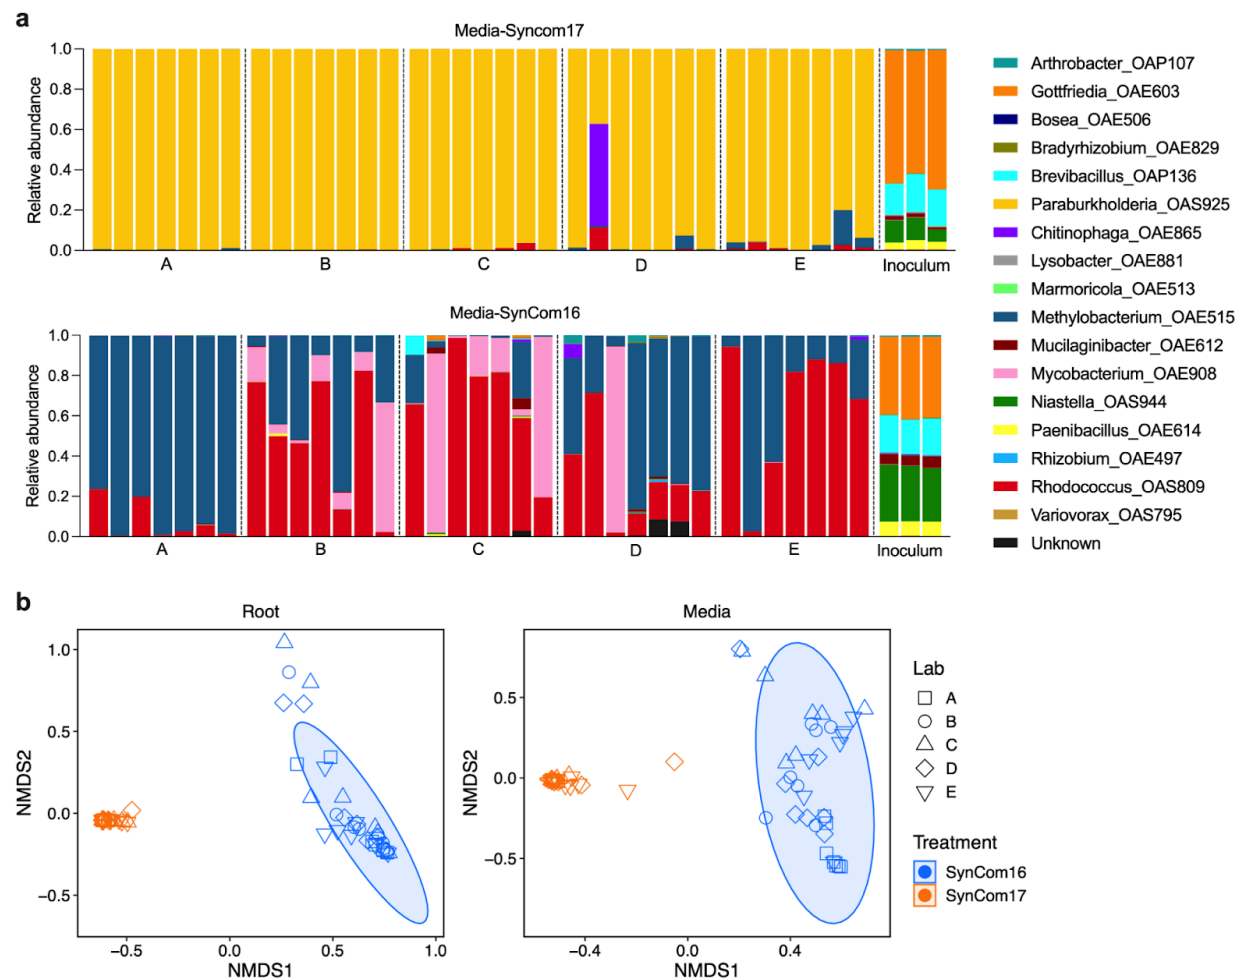 a
Media-Syncom17
Relative abundance
1.0
0.8
0.6
0.4
0.2
0.0
A
B
C
D
E
Inoculum
Media-SynCom16
Relative abundance
1.0
0.8
0.6
0.4
0.2
0.0
A
B
C
D
E
Inoculum
Arthrobacter_OAP107
Gottfriedia_OAE603
Bosea_OAE506
Bradyrhizobium_OAE829
Brevibacillus_OAP136
Paraburkholderia_OAS925
Chitinophaga_OAE865
Lysobacter_OAE881
Marmoricola_OAE513
Methylobacterium_OAE515
Mucilaginibacter_OAE612
Mycobacterium_OAE908
Niastella_OAS944
Paenibacillus_OAE614
Rhizobium_OAE497
Rhodococcus_OAS809
Variovorax_OAS795
Unknown
b
Root
NMDS2
1.0
0.5
0.0
−0.5
−0.5
0.0
0.5
1.0
NMDS1
Media
NMDS2
0.5
0.0
−0.5
−0.4
0.0
0.4
NMDS1
Lab
A
B
C
D
E
Treatment
SynCom16
SynCom17